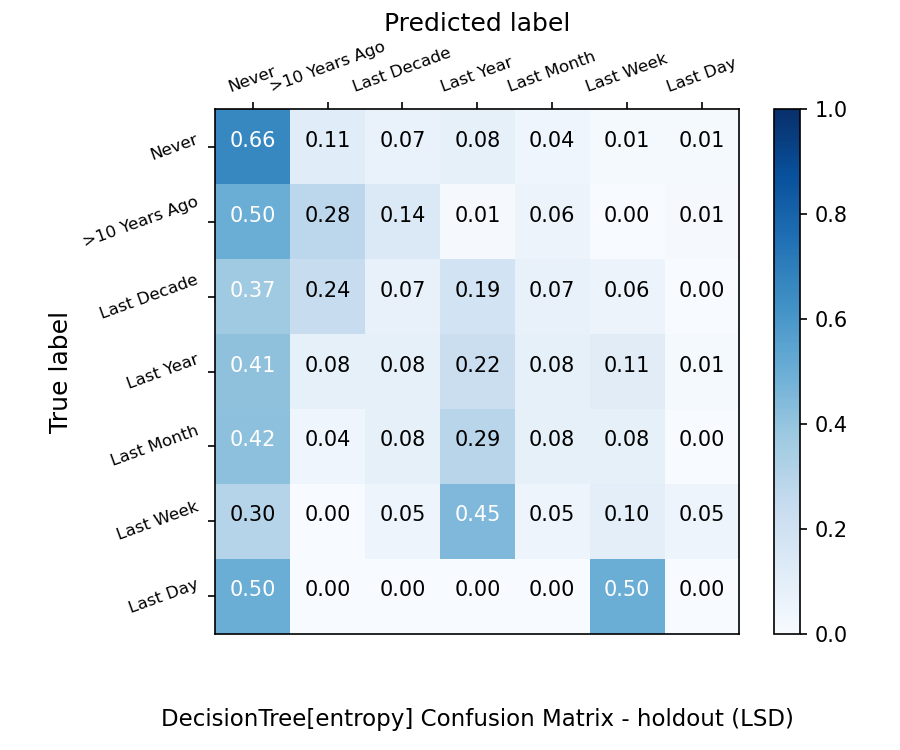 Predicted label
Never >10 Years Ago Last Decade Last Year Last Month Last Week Last Day
True label
Never 0.66 0.11 0.07 0.08 0.04 0.01 0.01
>10 Years Ago 0.50 0.28 0.14 0.01 0.06 0.00 0.01
Last Decade 0.37 0.24 0.07 0.19 0.07 0.06 0.00
Last Year 0.41 0.08 0.08 0.22 0.08 0.11 0.01
Last Month 0.42 0.04 0.08 0.29 0.08 0.08 0.00
Last Week 0.30 0.00 0.05 0.45 0.05 0.10 0.05
Last Day 0.50 0.00 0.00 0.00 0.00 0.50 0.00
1.0
0.8
0.6
0.4
0.2
0.0
DecisionTree[entropy] Confusion Matrix - holdout (LSD)